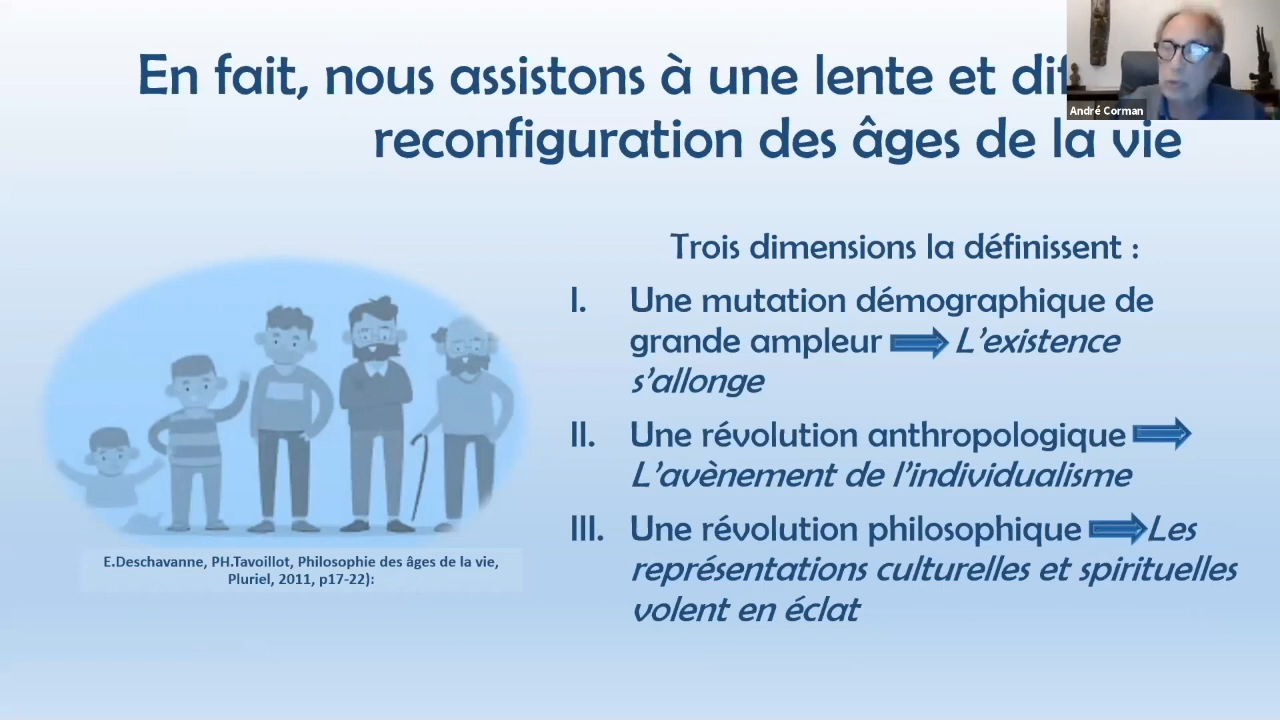 En fait, nous assistons à une lente et
reconfiguration des âges de la vie
André Corman
Trois dimensions la définissent :
I. Une mutation démographique de
grande ampleur L’existence
s’allonge
II. Une révolution anthropologique
L’avènement de l’individualisme
III. Une révolution philosophique Les
représentations culturelles et spirituelles
volent en éclat
E.Deschavanne, PH.Tavoillot, Philosophie des âges de la vie,
Pluriel, 2011, p17-22):